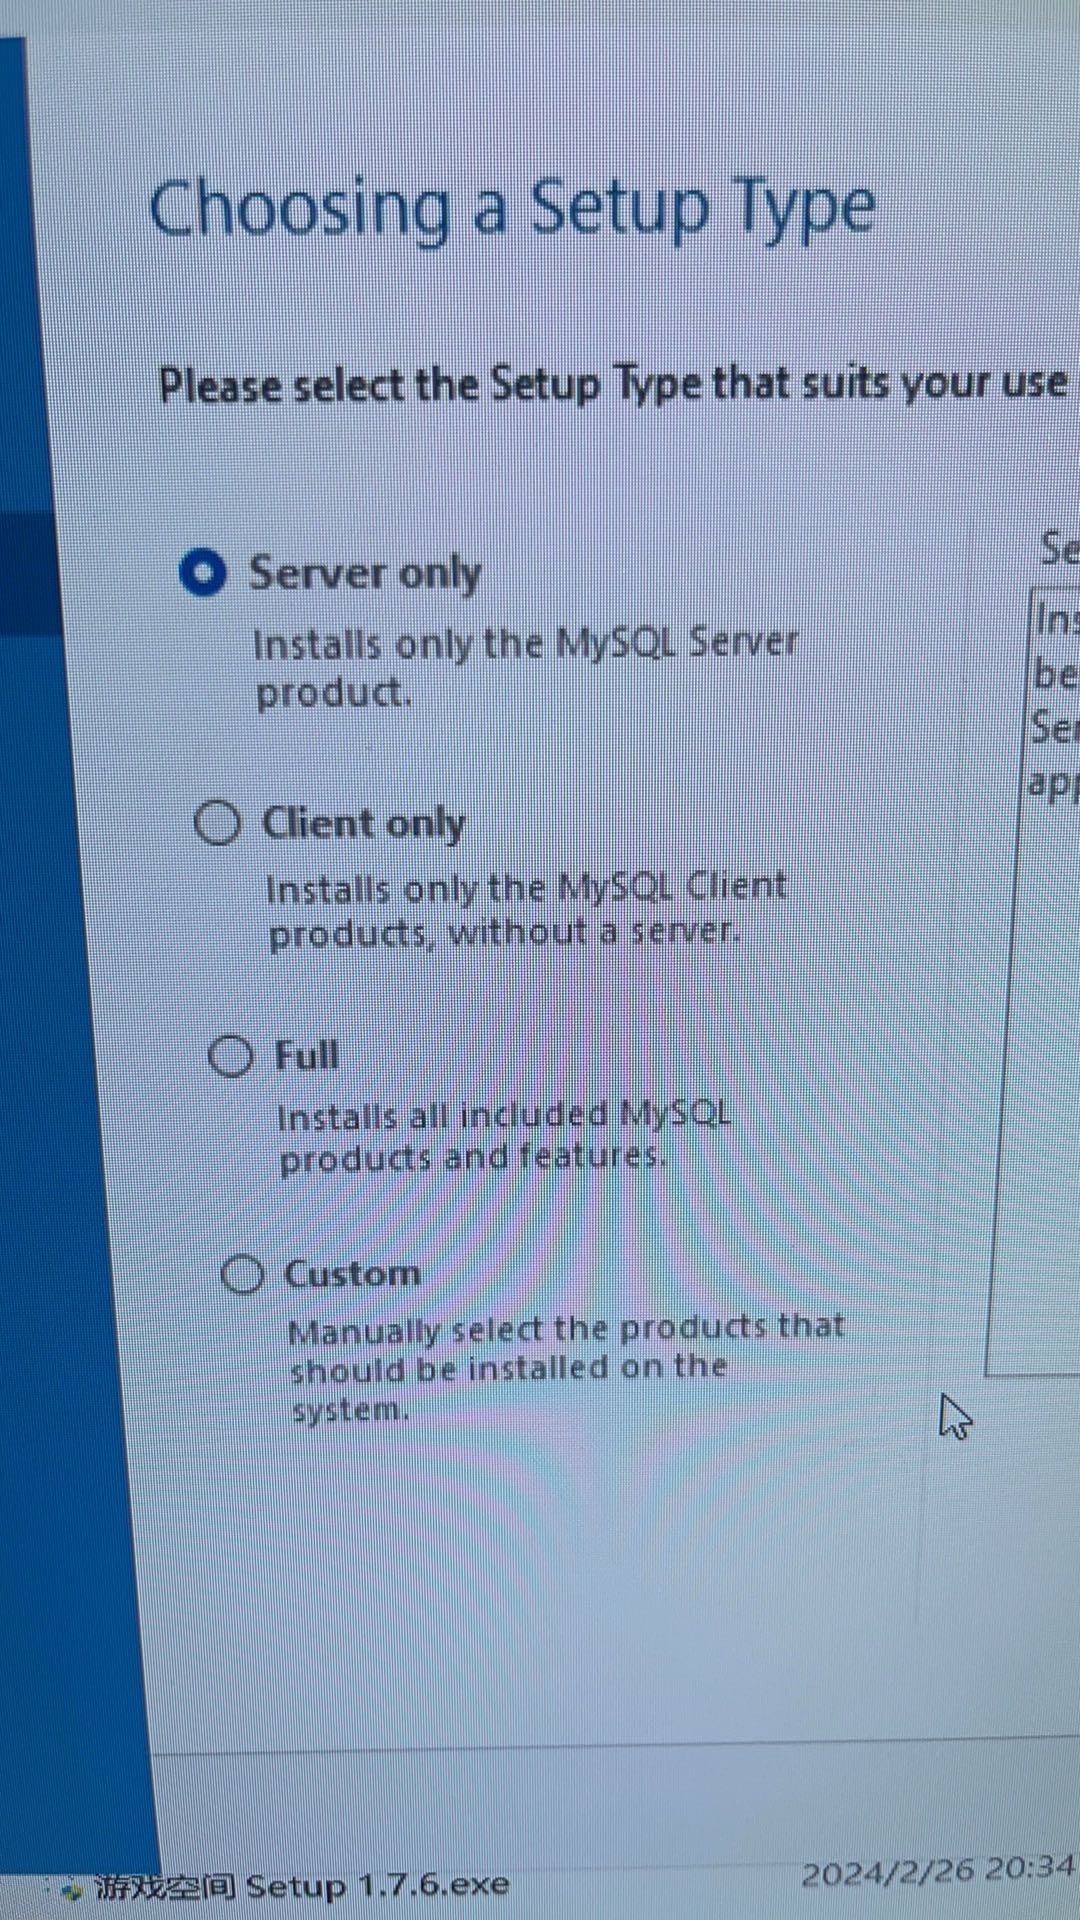 Choosing a Setup Type
Please select the Setup Type that suits your use
Server only
Installs only the MySQL Server
product.
Client only
Installs only the MySQL Client
products, without a server.
Full
Installs all included MySQL
products and features.
Custom
Manually select the products that
should be installed on the
system.
Se
Ins
be
Ser
app
游戏空间 Setup 1.7.6.exe
2024/2/26 20:34